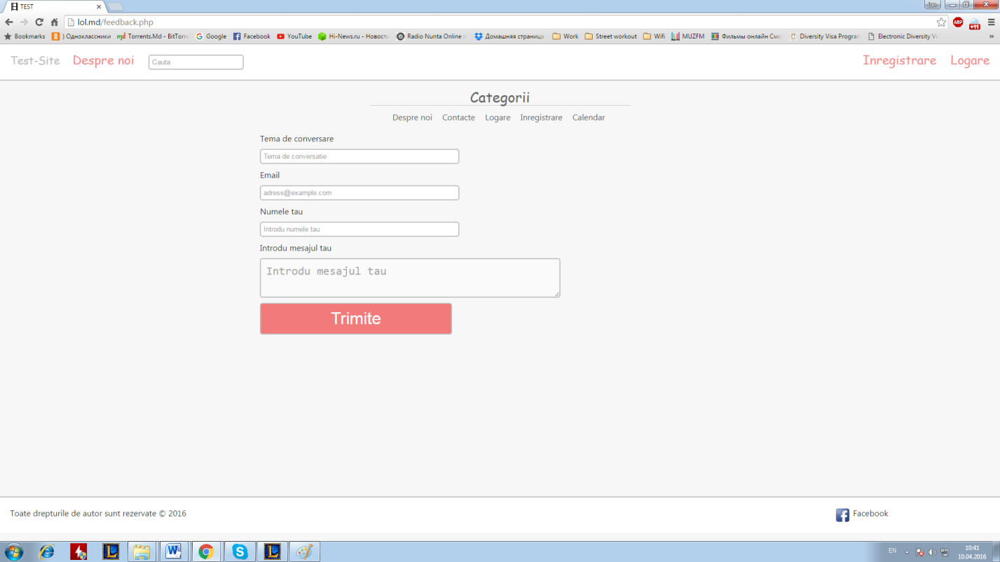 TEST
Ion
lol.md/feedback.php
ABP
+11
Bookmarks ) Одноклассники Torrents.Md - BitTorre Google Facebook YouTube Hi-News.ru - Новости Radio Nunta Online :: Домашняя страница Work Street workout Wifi MUZFM Фильмы онлайн Смо Diversity Visa Program Electronic Diversity Vi »
Test-Site Despre noi Cauta Inregistrare Logare
Categorii
Despre noi Contacte Logare Inregistrare Calendar
Tema de conversare
Tema de conversatie
Email
adress@example.com
Numele tau
Introdu numele tau
Introdu mesajul tau
Introdu mesajul tau
Trimite
Toate drepturile de autor sunt rezervate © 2016 Facebook
EN 10:41
10.04.2016